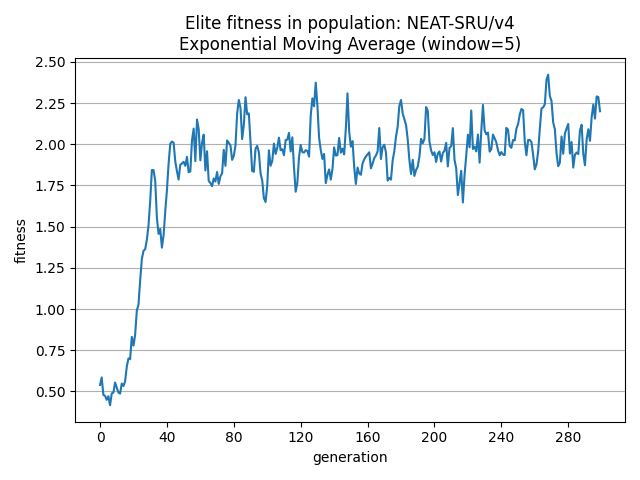 Elite fitness in population: NEAT-SRU/v4
Exponential Moving Average (window=5)
2.50
2.25
2.00
1.75
1.50
1.25
1.00
0.75
0.50
fitness
0 40 80 120 160 200 240 280
generation